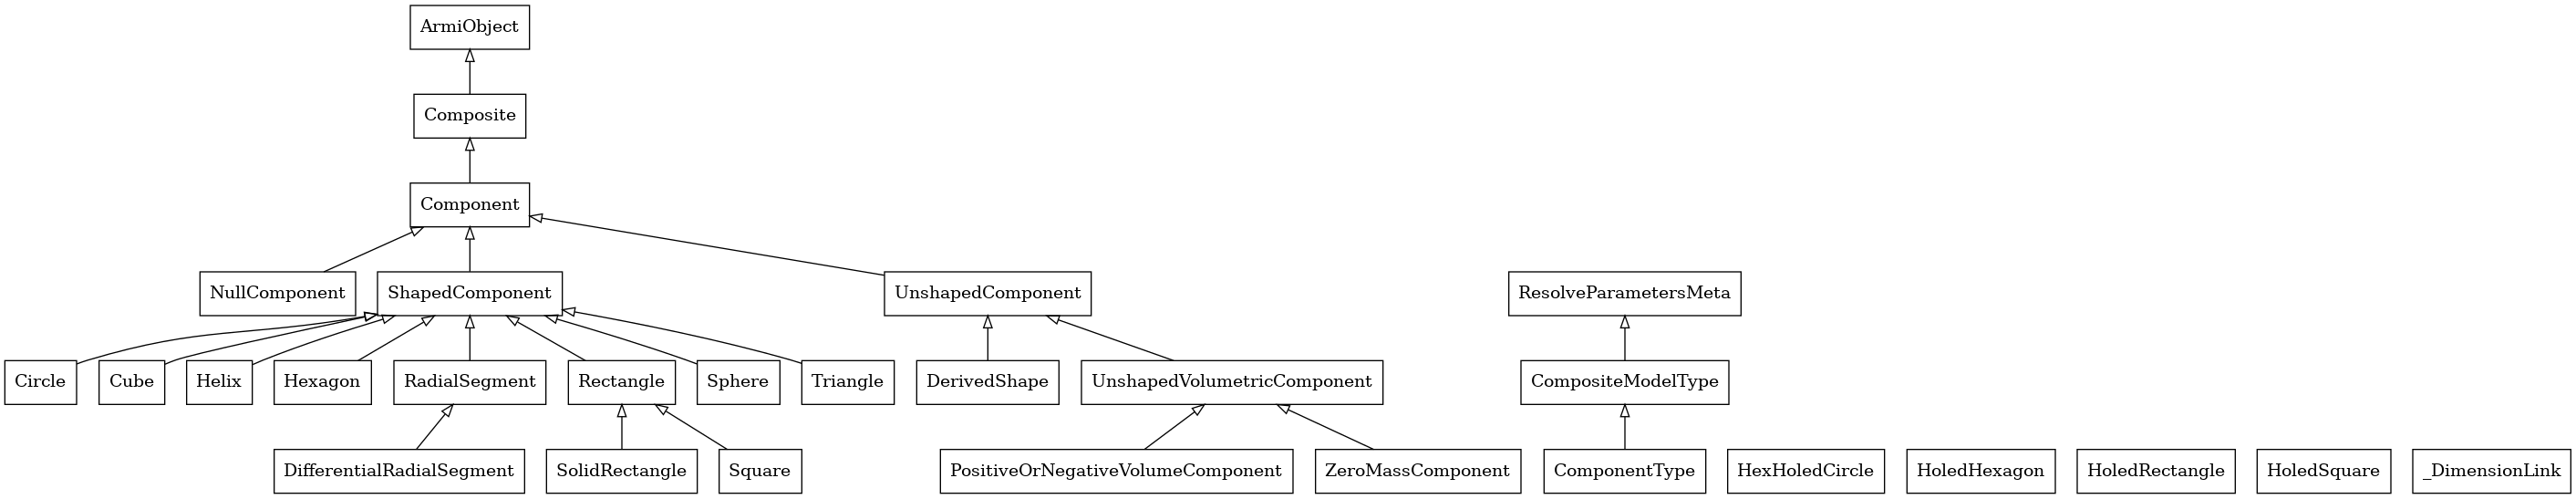 ArmiObject
Composite
Component
NullComponent
ShapedComponent
UnshapedComponent
ResolveParametersMeta
Circle
Cube
Helix
Hexagon
RadialSegment
Rectangle
Sphere
Triangle
DerivedShape
UnshapedVolumetricComponent
CompositeModelType
DifferentialRadialSegment
SolidRectangle
Square
PositiveOrNegativeVolumeComponent
ZeroMassComponent
ComponentType
HexHoledCircle
HoledHexagon
HoledRectangle
HoledSquare
_DimensionLink